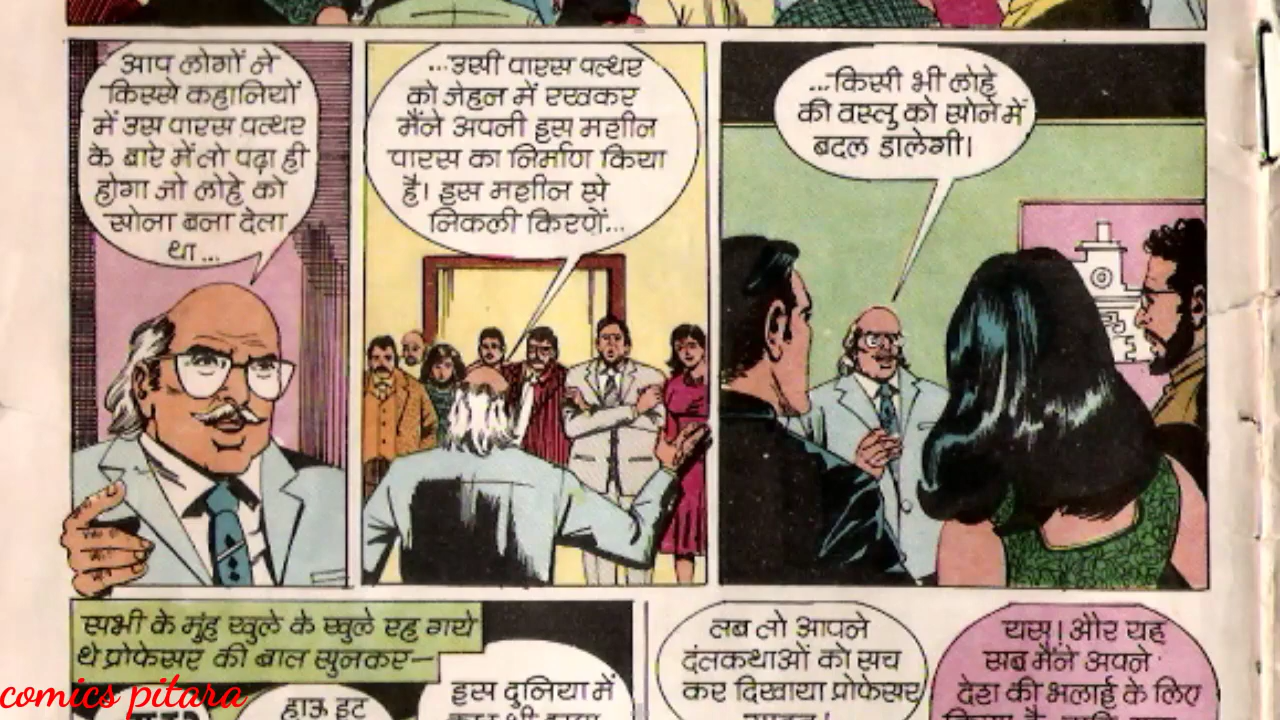 आप लोगों ने
किस्से कहानियों
में उस पारस पत्थर
के बारे में तो पढ़ा ही
होगा जो लोहे को
सोना बना देता
था...
...उसी पारस पत्थर
को जेहन में रखकर
मैंने अपनी इस मशीन
पारस का निर्माण किया
है। इस मशीन से
निकली किरणें...
...किसी भी लोहे
की वस्तु को सोने में
बदल डालेगी।
सभी के मुंह खुले के खुले रह गये
थे प्रोफेसर की बात सुनकर—
हाऊ इट
इस दुनिया में
तब तो आपने
दंतकथाओं को सच
कर दिखाया प्रोफेसर
यस! और यह
सब मैंने अपने
देश की भलाई के लिए
comics pitara